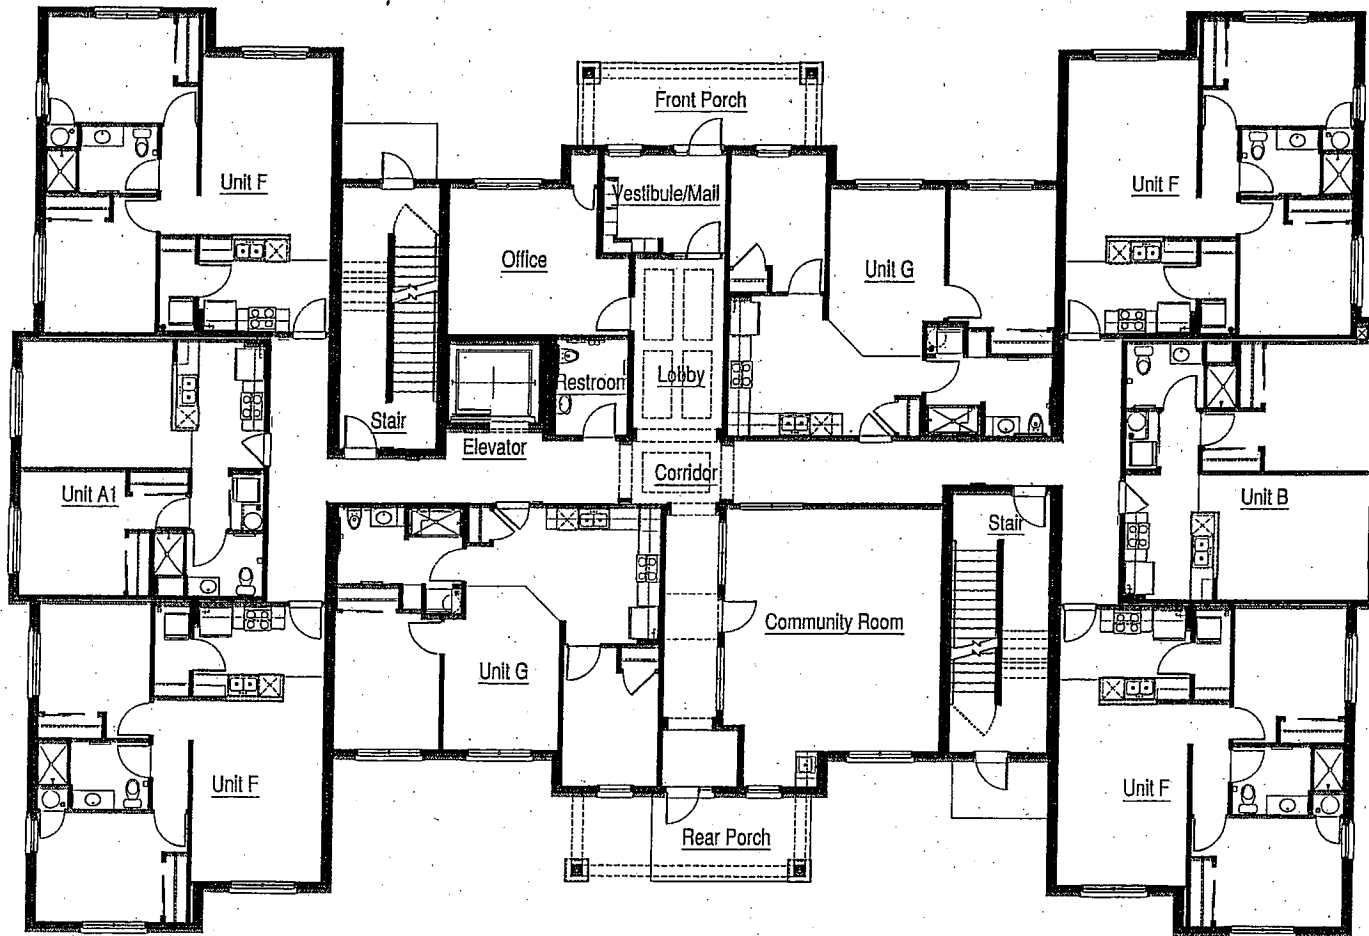 Front Porch
Unit F
Unit F
Vestibule/Mail
Office
Unit G
Restroom
Lobby
Stair
Elevator
Corridor
Unit A1
Unit B
Stair
Community Room
Unit G
Unit F
Unit F
Rear Porch